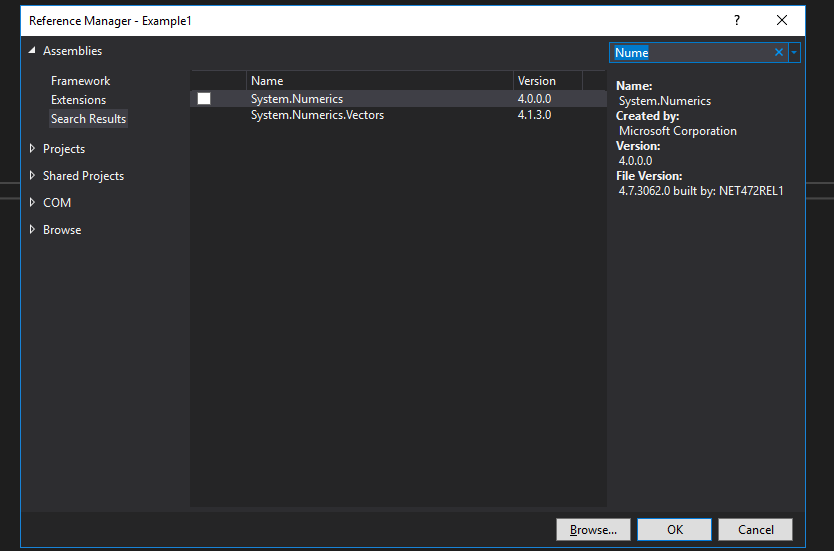 Reference Manager - Example1
?
Assemblies
Framework
Extensions
Search Results
Projects
Shared Projects
COM
Browse
Name Version
System.Numerics 4.0.0.0
System.Numerics.Vectors 4.1.3.0
Nume
Name:
System.Numerics
Created by:
Microsoft Corporation
Version:
4.0.0.0
File Version:
4.7.3062.0 built by: NET472REL1
Browse... OK Cancel